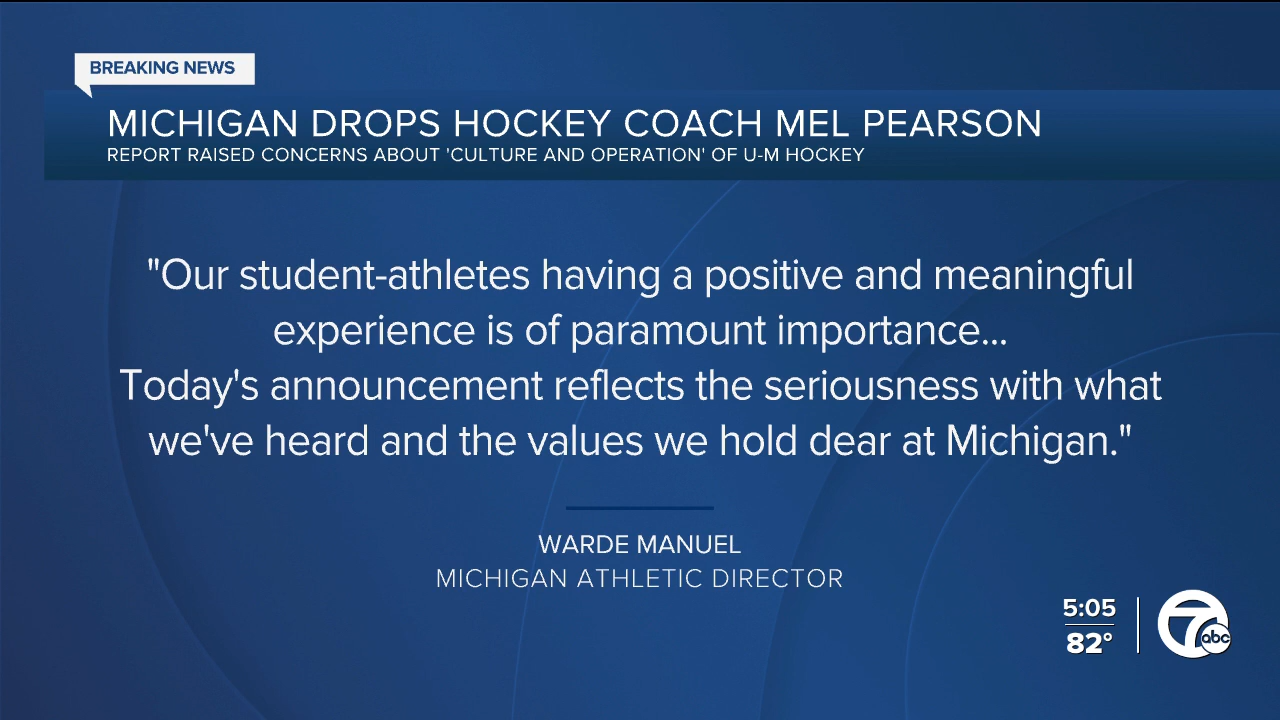 BREAKING NEWS
MICHIGAN DROPS HOCKEY COACH MEL PEARSON
REPORT RAISED CONCERNS ABOUT 'CULTURE AND OPERATION' OF U-M HOCKEY
"Our student-athletes having a positive and meaningful
experience is of paramount importance...
Today's announcement reflects the seriousness with what
we've heard and the values we hold dear at Michigan."
WARDE MANUEL
MICHIGAN ATHLETIC DIRECTOR
5:05
82°
7 abc